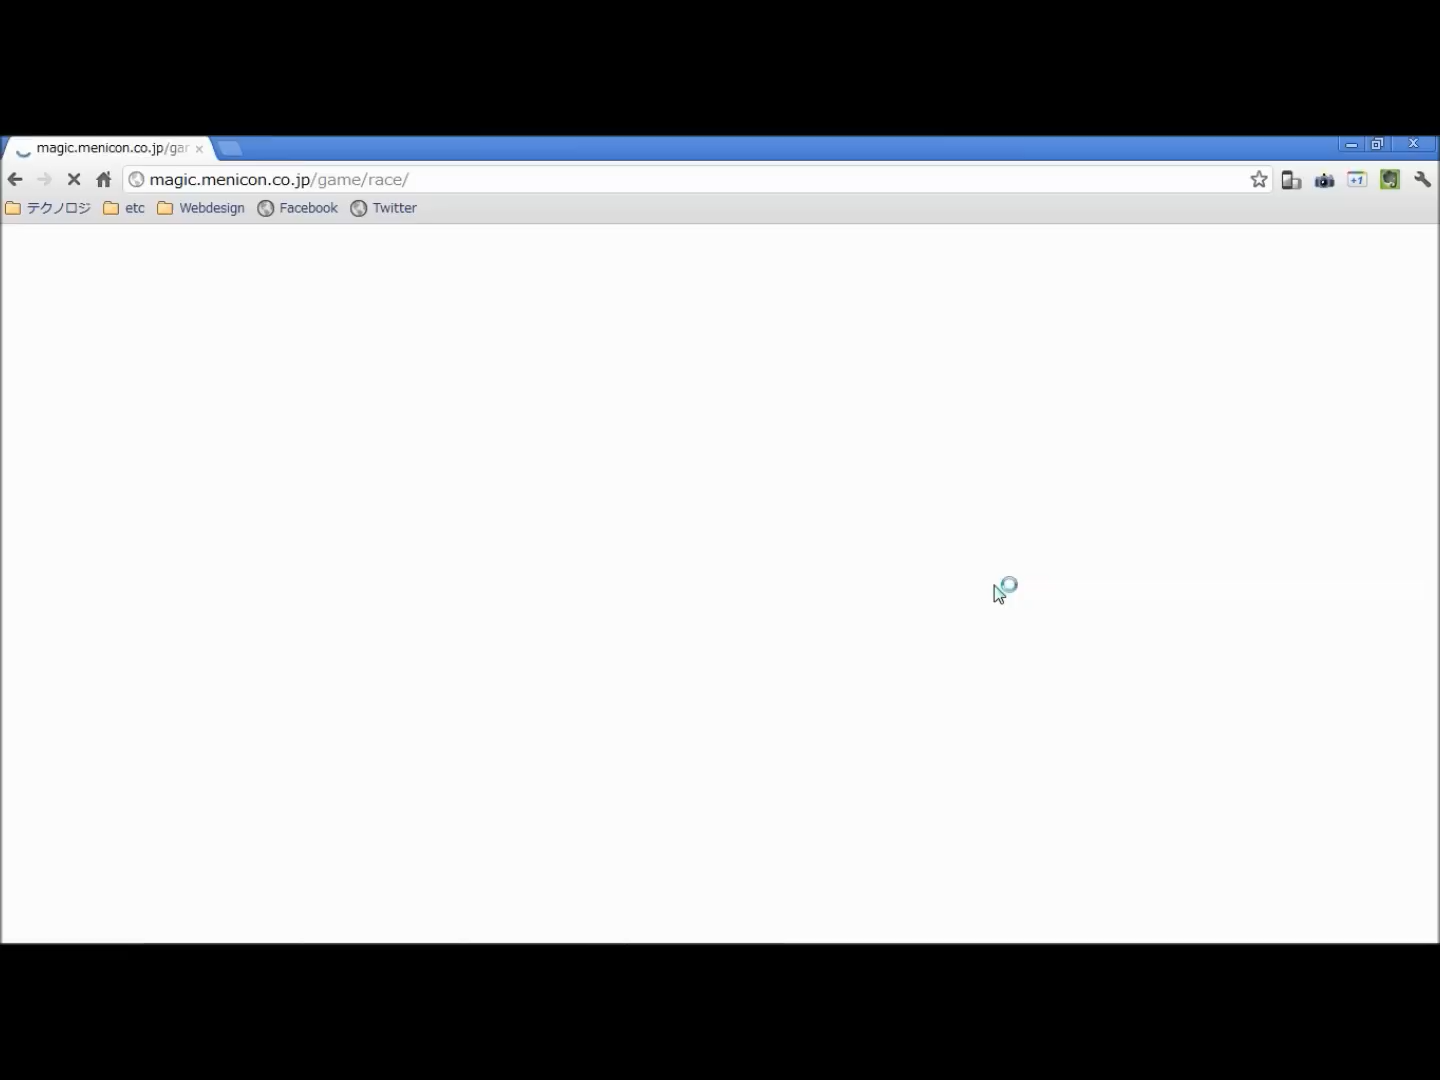 magic.menicon.co.jp/gar
magic.menicon.co.jp/game/race/
+1
テクノロジ etc Webdesign Facebook Twitter